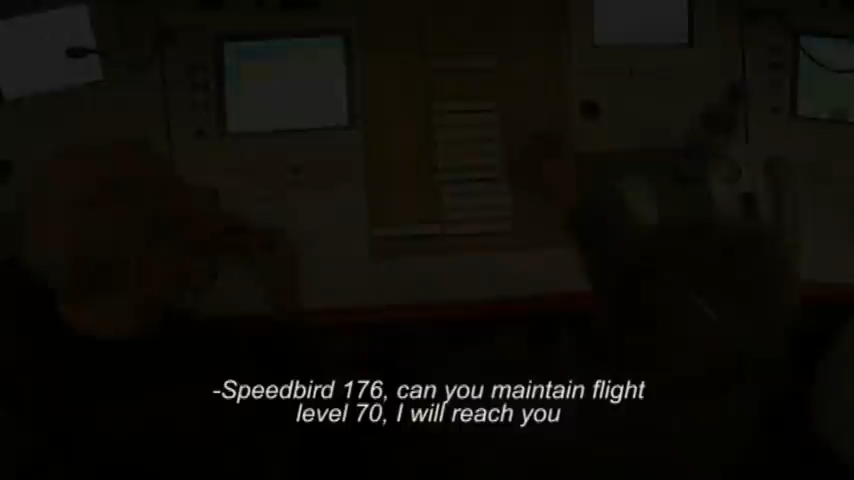 -Speedbird 176, can you maintain flight
level 70, I will reach you